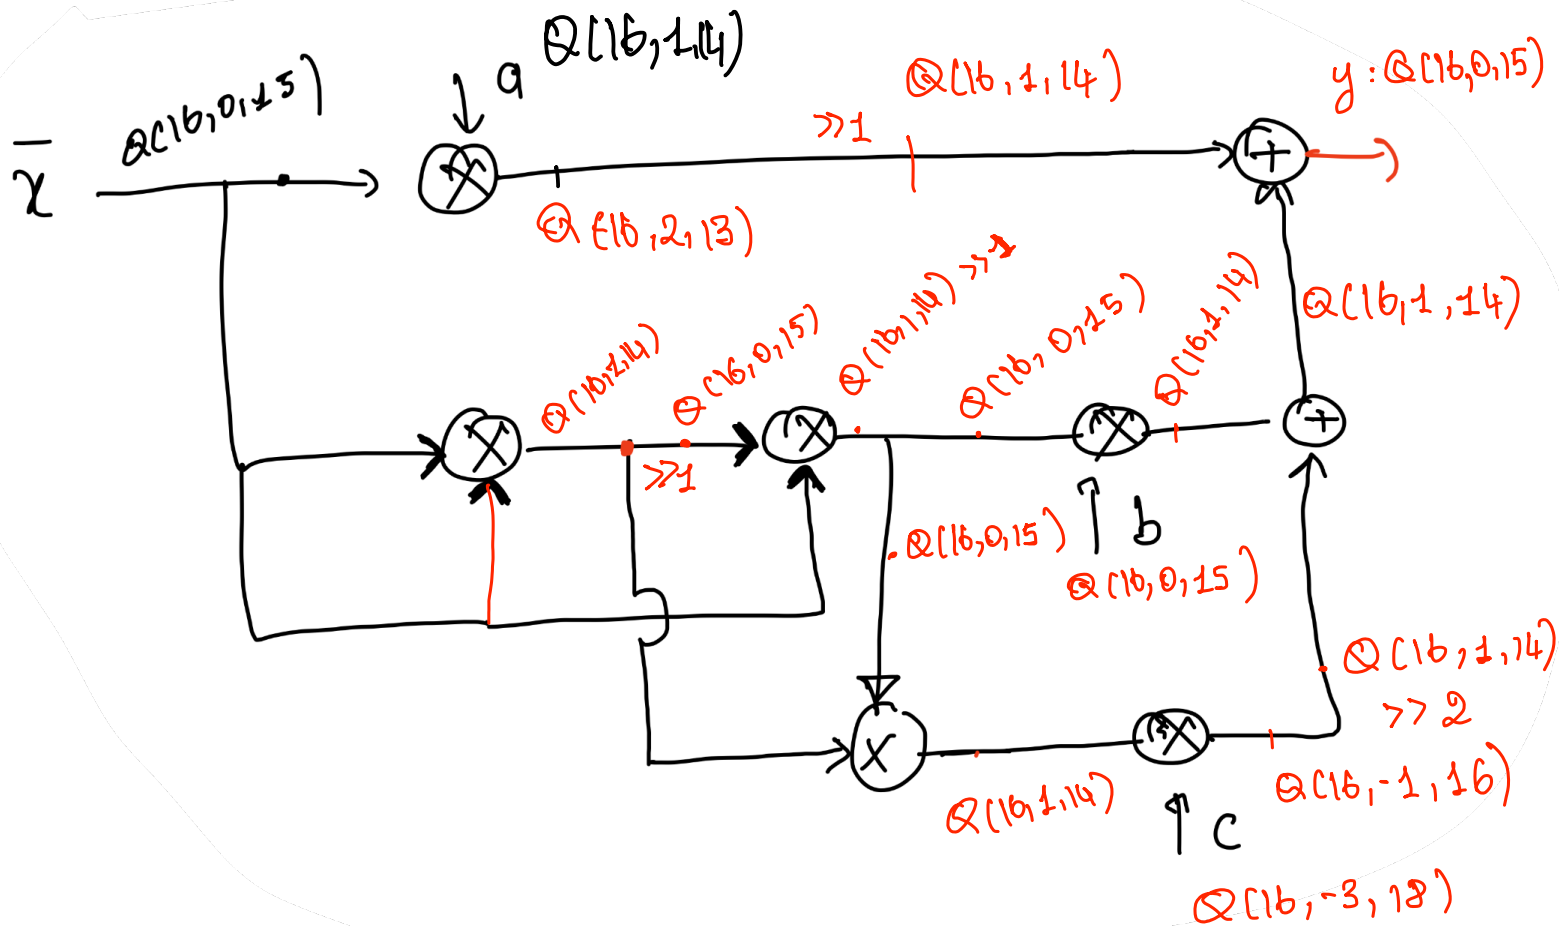 Q(16,1,14)
a
Q(16,0,15)
x̄
>>1
Q(16,1,14)
y : Q(16,0,15)
Q(16,2,13)
Q(16,1,14)
Q(16,0,15)
Q(16,1,14) >>1
Q(16,0,15)
Q(16,1,14)
Q(16,1,14)
>>1
Q(16,0,15)
b
Q(16,0,15)
Q(16,1,14)
>> 2
Q(16,1,14)
Q(16,-1,16)
c
Q(16,-3,18)